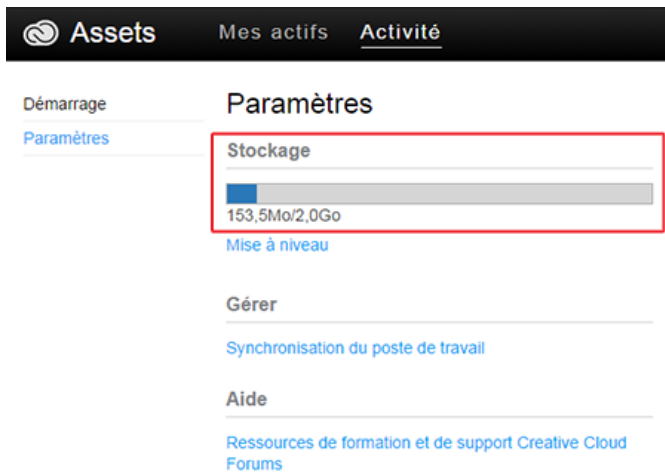 Assets
Mes actifs
Activité
Démarrage
Paramètres
Paramètres
Stockage
153,5Mo/2,0Go
Mise à niveau
Gérer
Synchronisation du poste de travail
Aide
Ressources de formation et de support Creative Cloud
Forums